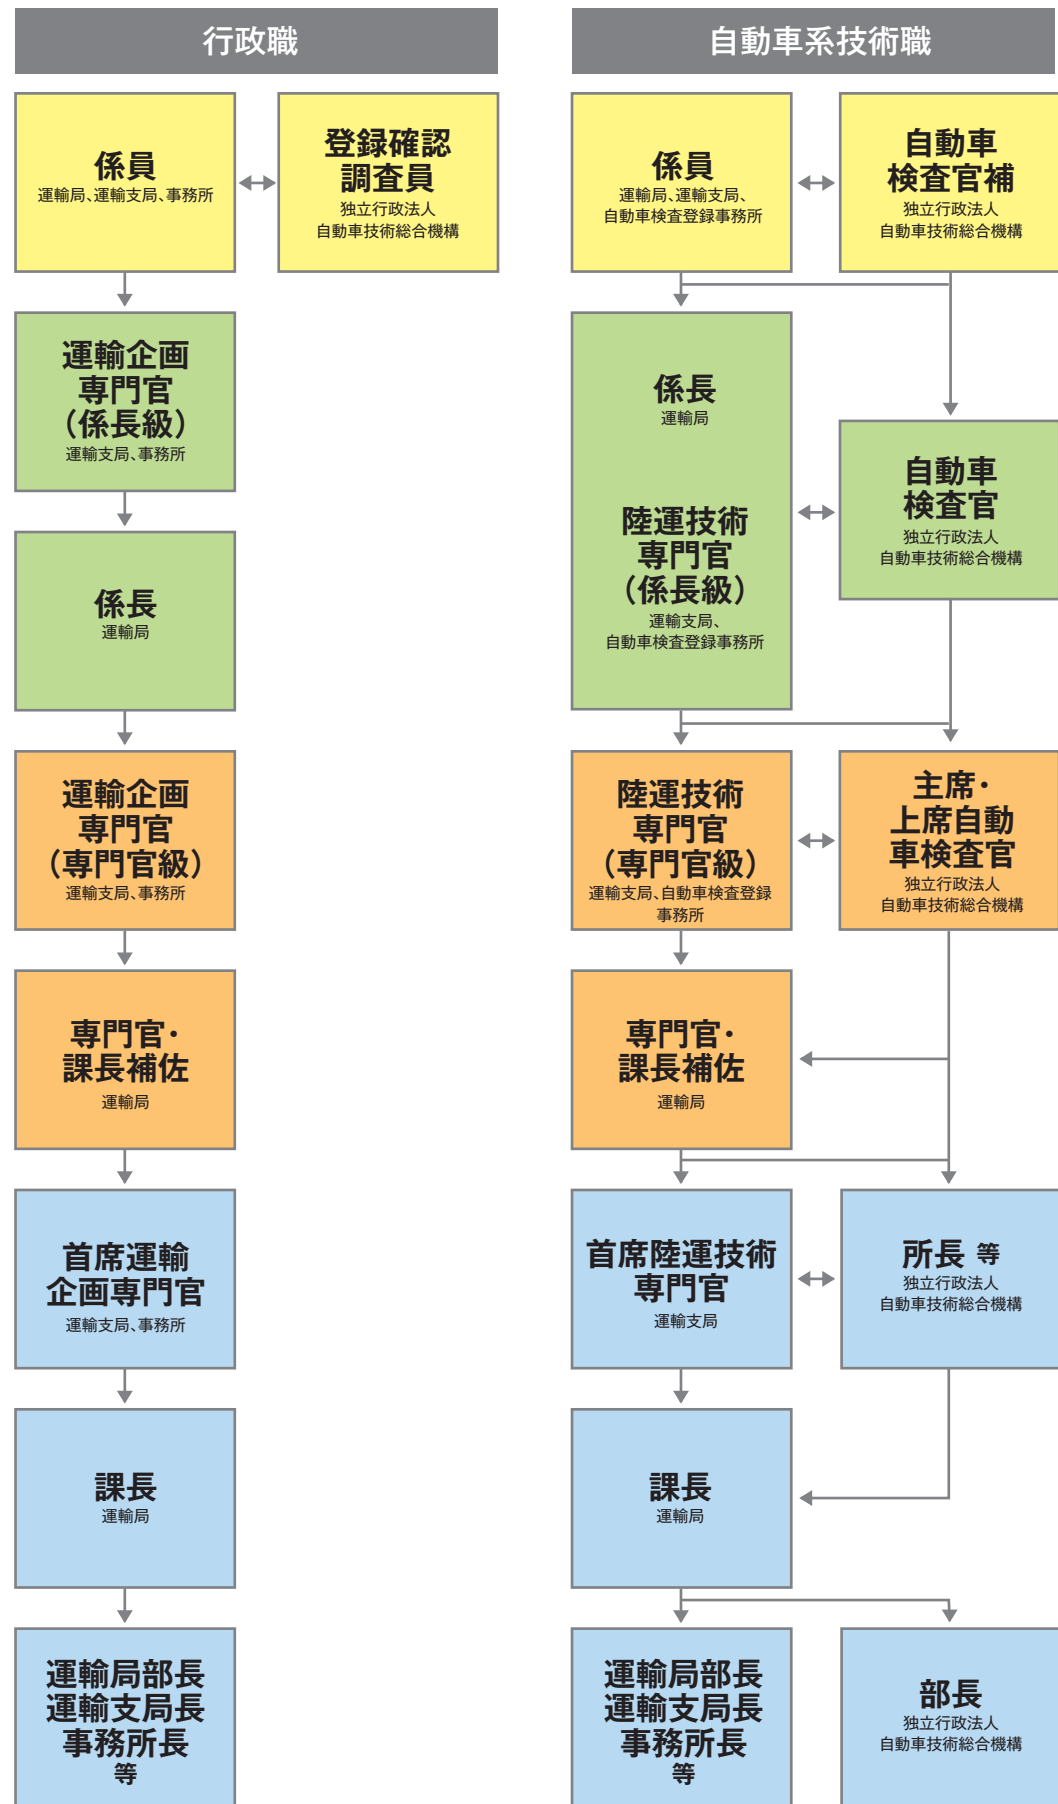 行政職
係員
運輸局、運輸支局、事務所
登録確認
調査員
独立行政法人
自動車技術総合機構
運輸企画
専門官
（係長級）
運輸支局、事務所
係長
運輸局
運輸企画
専門官
（専門官級）
運輸支局、事務所
専門官・
課長補佐
運輸局
首席運輸
企画専門官
運輸支局、事務所
課長
運輸局
運輸局部長
運輸支局長
事務所長
等
自動車系技術職
係員
運輸局、運輸支局、
自動車検査登録事務所
自動車
検査官補
独立行政法人
自動車技術総合機構
係長
運輸局
陸運技術
専門官
（係長級）
運輸支局、
自動車検査登録事務所
自動車
検査官
独立行政法人
自動車技術総合機構
陸運技術
専門官
（専門官級）
運輸支局、自動車検査登録
事務所
主席・
上席自動
車検査官
独立行政法人
自動車技術総合機構
専門官・
課長補佐
運輸局
首席陸運技術
専門官
運輸支局
所長 等
独立行政法人
自動車技術総合機構
課長
運輸局
運輸局部長
運輸支局長
事務所長
等
部長
独立行政法人
自動車技術総合機構